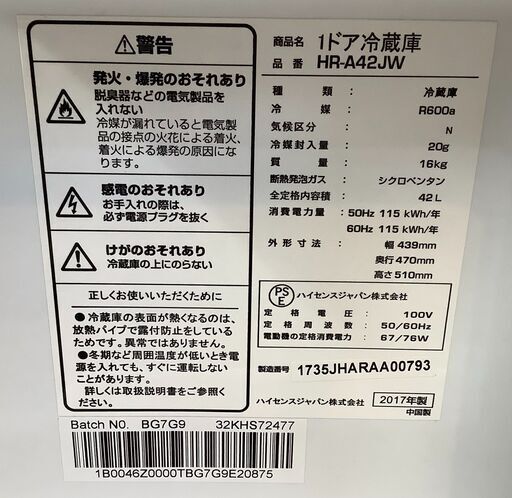 ⚠警告
発火・爆発のおそれあり
脱臭器などの電気製品を
入れない
冷媒が漏れていると電気製
品の接点の火花による着火、
着火による爆発の原因にな
ります。
感電のおそれあり
お手入れの際は、
必ず電源プラグを抜く
けがのおそれあり
冷蔵庫の上にのらない
正しくお使いいただくために
●冷蔵庫の表面が熱くなるのは、
放熱パイプで露付防止をしている
ためです。異常ではありません。
●冬期など周囲温度が低いとき電
源を入れても、すぐに運転しない
ことがあります。
詳しくは取扱説明書をご参照く
ださい。
商品名 1ドア冷蔵庫
品番 HR-A42JW
種類: 冷蔵庫
冷媒: R600a
気候区分: N
冷媒封入量: 20g
質量: 16kg
断熱発泡ガス: シクロペンタン
全定格内容積: 42L
消費電力量: 50Hz 115 kWh/年
60Hz 115 kWh/年
外形寸法: 幅 439mm
奥行 470mm
高さ 510mm
PSE ハイセンスジャパン株式会社
定格電圧: 100V
定格周波数: 50/60Hz
電動機の定格消費電力: 67/76W
製造番号 1735JHARAA00793
ハイセンスジャパン株式会社 2017年製
中国製
Batch N0. BG7G9 32KHS72477
1B0046Z0000TBG7G9E20875